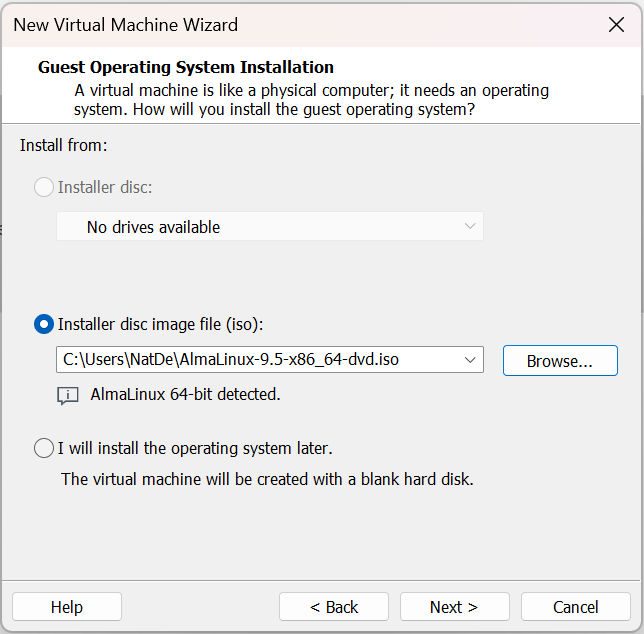 New Virtual Machine Wizard
Guest Operating System Installation
A virtual machine is like a physical computer; it needs an operating
system. How will you install the guest operating system?
Install from:
Installer disc:
No drives available
Installer disc image file (iso):
C:\Users\NatDe\AlmaLinux-9.5-x86_64-dvd.iso
Browse...
AlmaLinux 64-bit detected.
I will install the operating system later.
The virtual machine will be created with a blank hard disk.
Help
< Back
Next >
Cancel